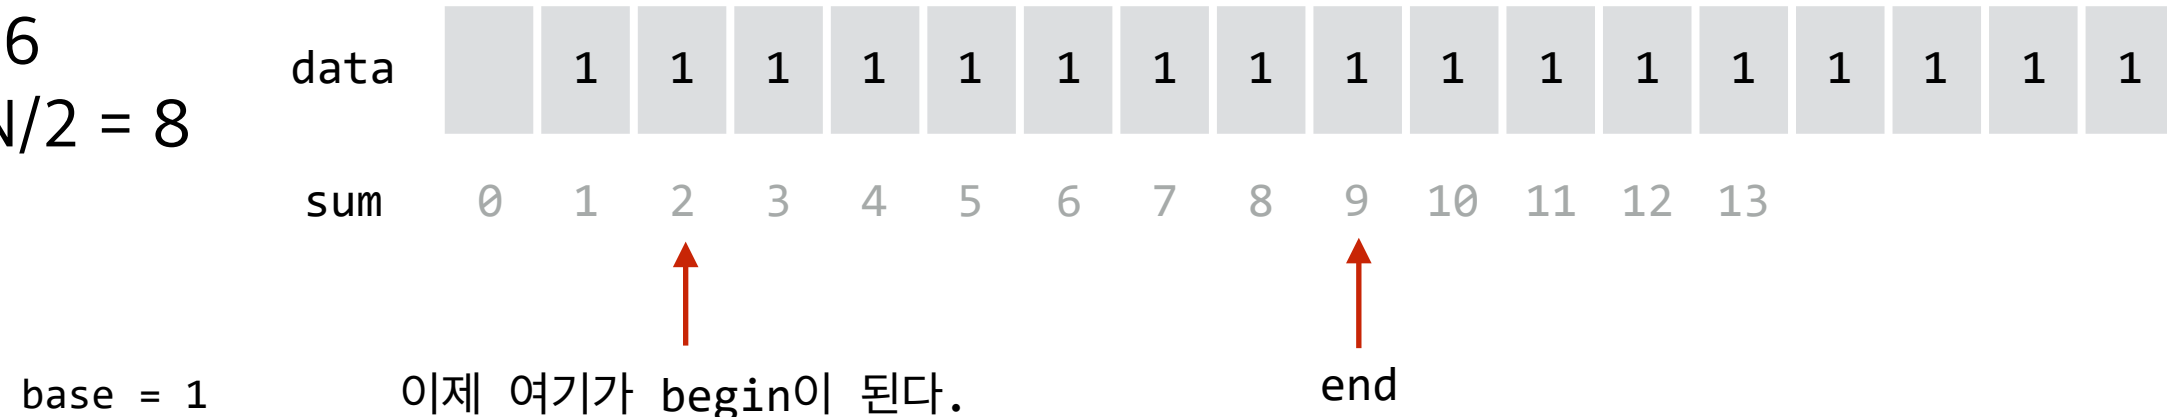 6
N/2 = 8
data 1 1 1 1 1 1 1 1 1 1 1 1 1 1 1 1 1
sum 0 1 2 3 4 5 6 7 8 9 10 11 12 13
base = 1
이제 여기가 begin이 된다.
end